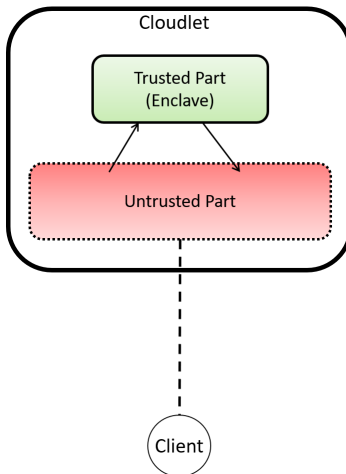 Cloudlet
Trusted Part
(Enclave)
Untrusted Part
Client